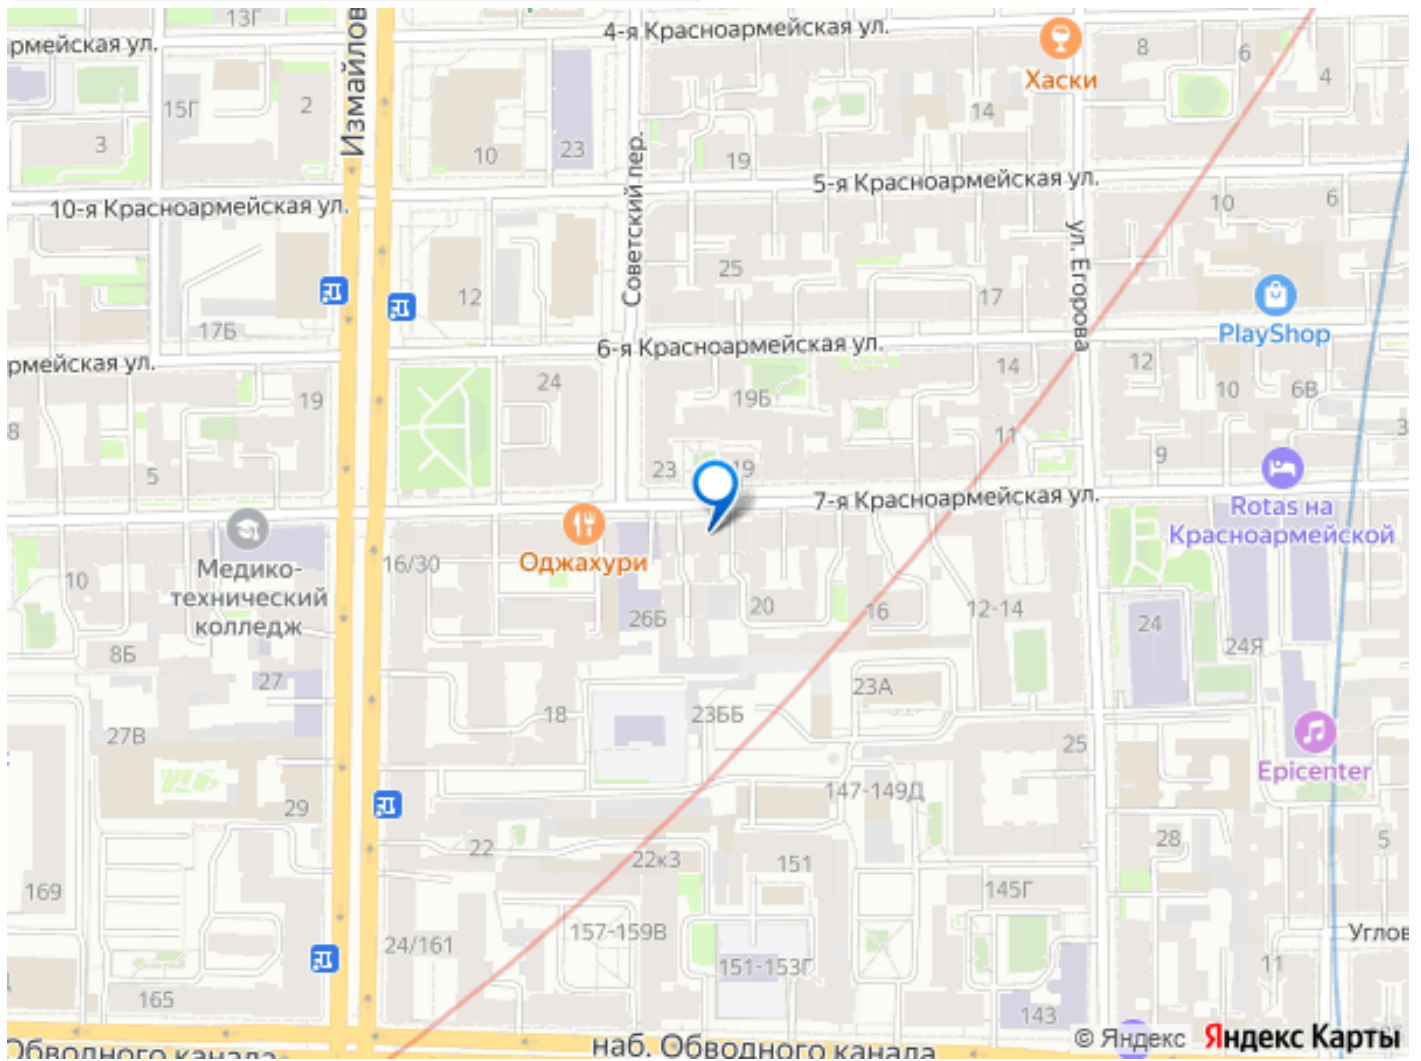 13Г
4-я Красноармейская ул.
Хаски
8
6
4
рмейская ул.
Измайлов
15Г
2
3
10
23
14
19
5-я Красноармейская ул.
10-я Красноармейская ул.
Советский пер.
10
6
ул. Егорова
25
17
12
17Б
PlayShop
6-я Красноармейская ул.
рмейская ул.
24
14
12
19
19Б
10
6В
8
11
3
5
23
19
9
7-я Красноармейская ул.
Rotas на
Красноармейской
Оджахури
16/30
Медико-
технический
колледж
10
20
16
12-14
26Б
24
24Я
8Б
27
23А
18
23ББ
27В
25
Epicenter
147-149Д
29
22
22к3
151
28
5
169
145Г
157-159В
24/161
Углов
151-153Г
11
165
143
© Яндекс Яндекс Карты
Обводного канала
наб. Обводного канала